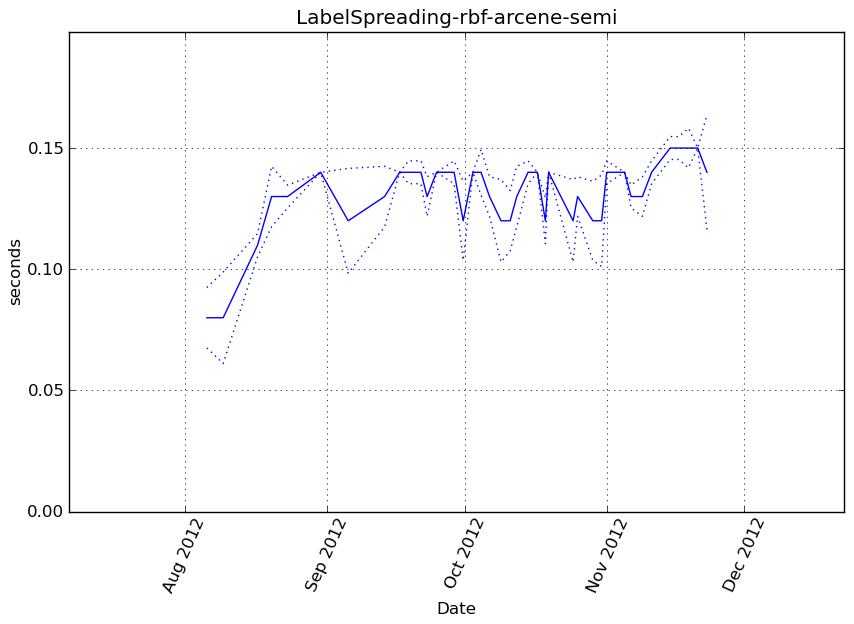 LabelSpreading-rbf-arcene-semi
0.15
0.10
0.05
0.00
seconds
Aug 2012
Sep 2012
Oct 2012
Nov 2012
Dec 2012
Date